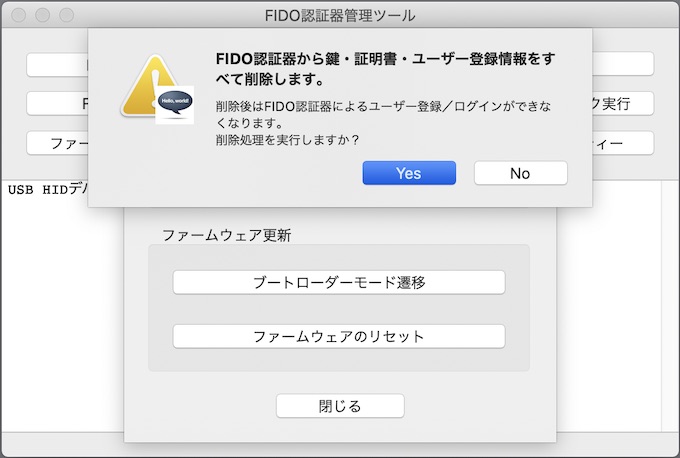 FIDO認証器管理ツール
FIDO認証器から鍵・証明書・ユーザー登録情報をす
べて削除します。
Hello, world!
削除後はFIDO認証器によるユーザー登録／ログインができな
くなります。
削除処理を実行しますか？
Yes
No
ク実行
ファー
ィー
USB HIDデバ
ファームウェア更新
ブートローダーモード遷移
ファームウェアのリセット
閉じる